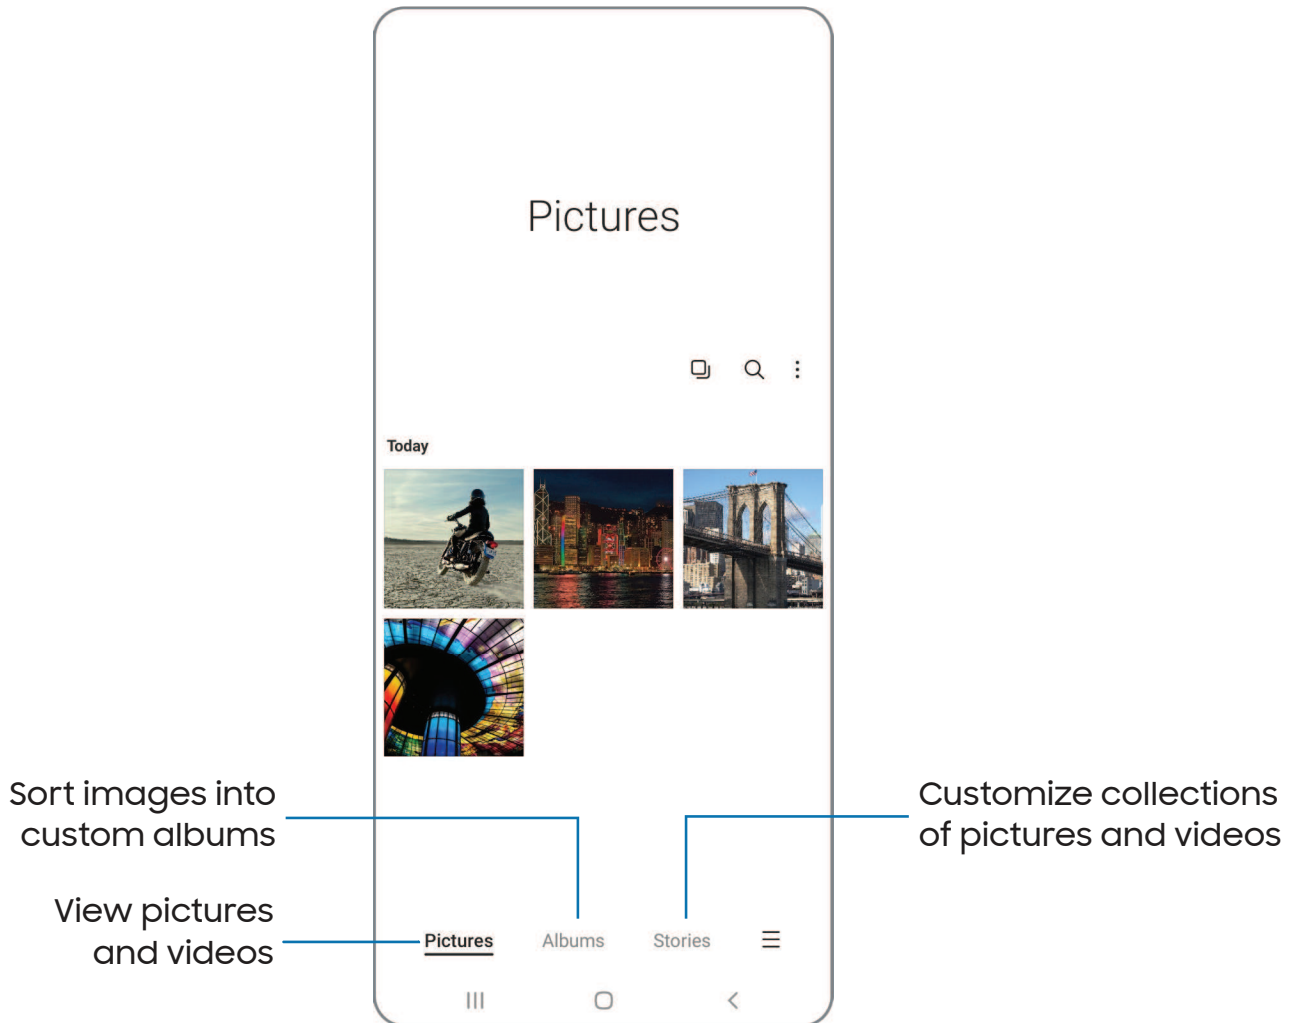 Pictures
Today
Sort images into
custom albums
Customize collections
of pictures and videos
View pictures
and videos
Pictures
Albums
Stories